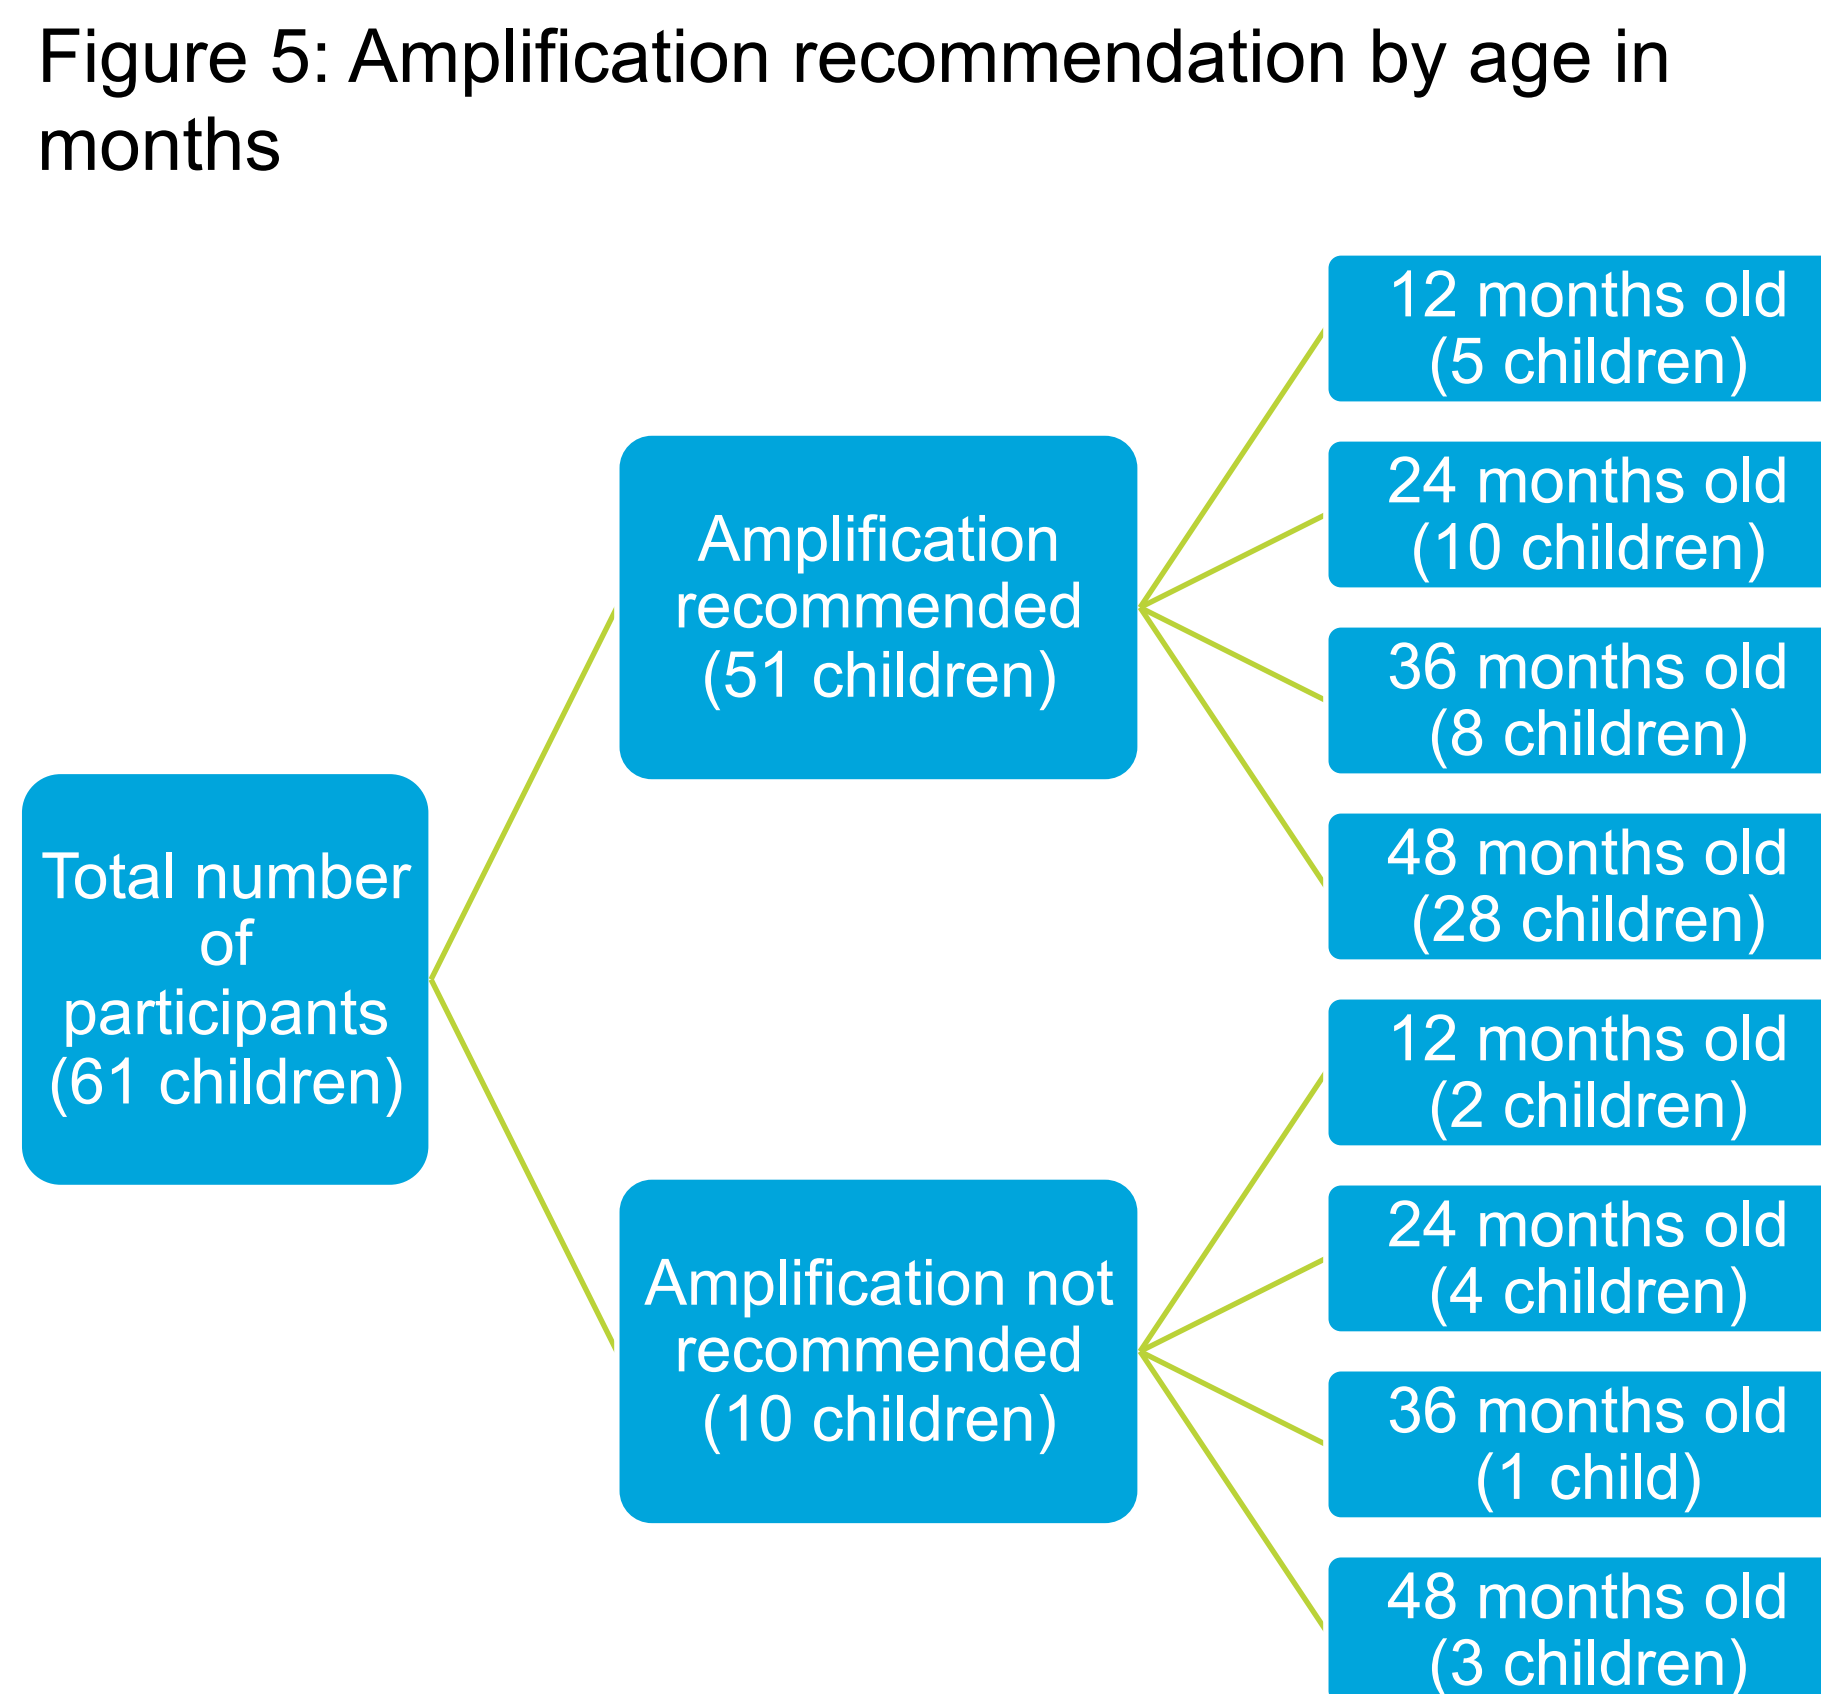 Figure 5: Amplification recommendation by age in
months
Total number
of
participants
(61 children)
Amplification
recommended
(51 children)
12 months old
(5 children)
24 months old
(10 children)
36 months old
(8 children)
48 months old
(28 children)
Amplification not
recommended
(10 children)
12 months old
(2 children)
24 months old
(4 children)
36 months old
(1 child)
48 months old
(3 children)